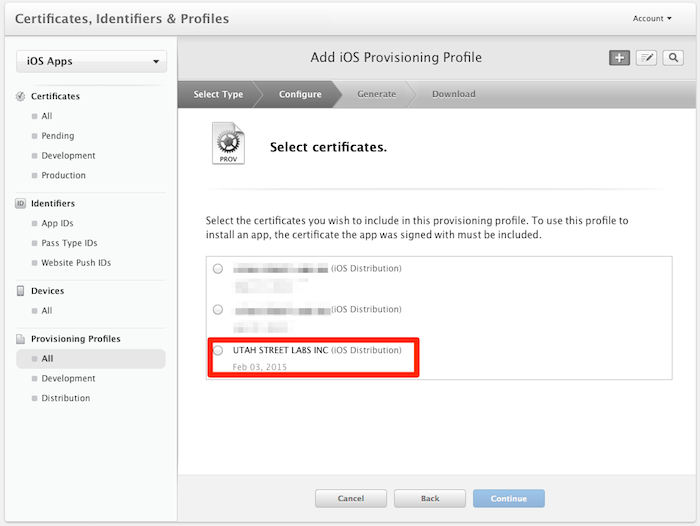 Certificates, Identifiers & Profiles
Account
iOS Apps
Add iOS Provisioning Profile
Select Type
Configure
Generate
Download
Certificates
All
Pending
Development
Production
Identifiers
App IDs
Pass Type IDs
Website Push IDs
Devices
All
Provisioning Profiles
All
Development
Distribution
PROV
Select certificates.
Select the certificates you wish to include in this provisioning profile. To use this profile to
install an app, the certificate the app was signed with must be included.
(iOS Distribution)
(iOS Distribution)
UTAH STREET LABS INC (iOS Distribution)
Feb 03, 2015
Cancel
Back
Continue